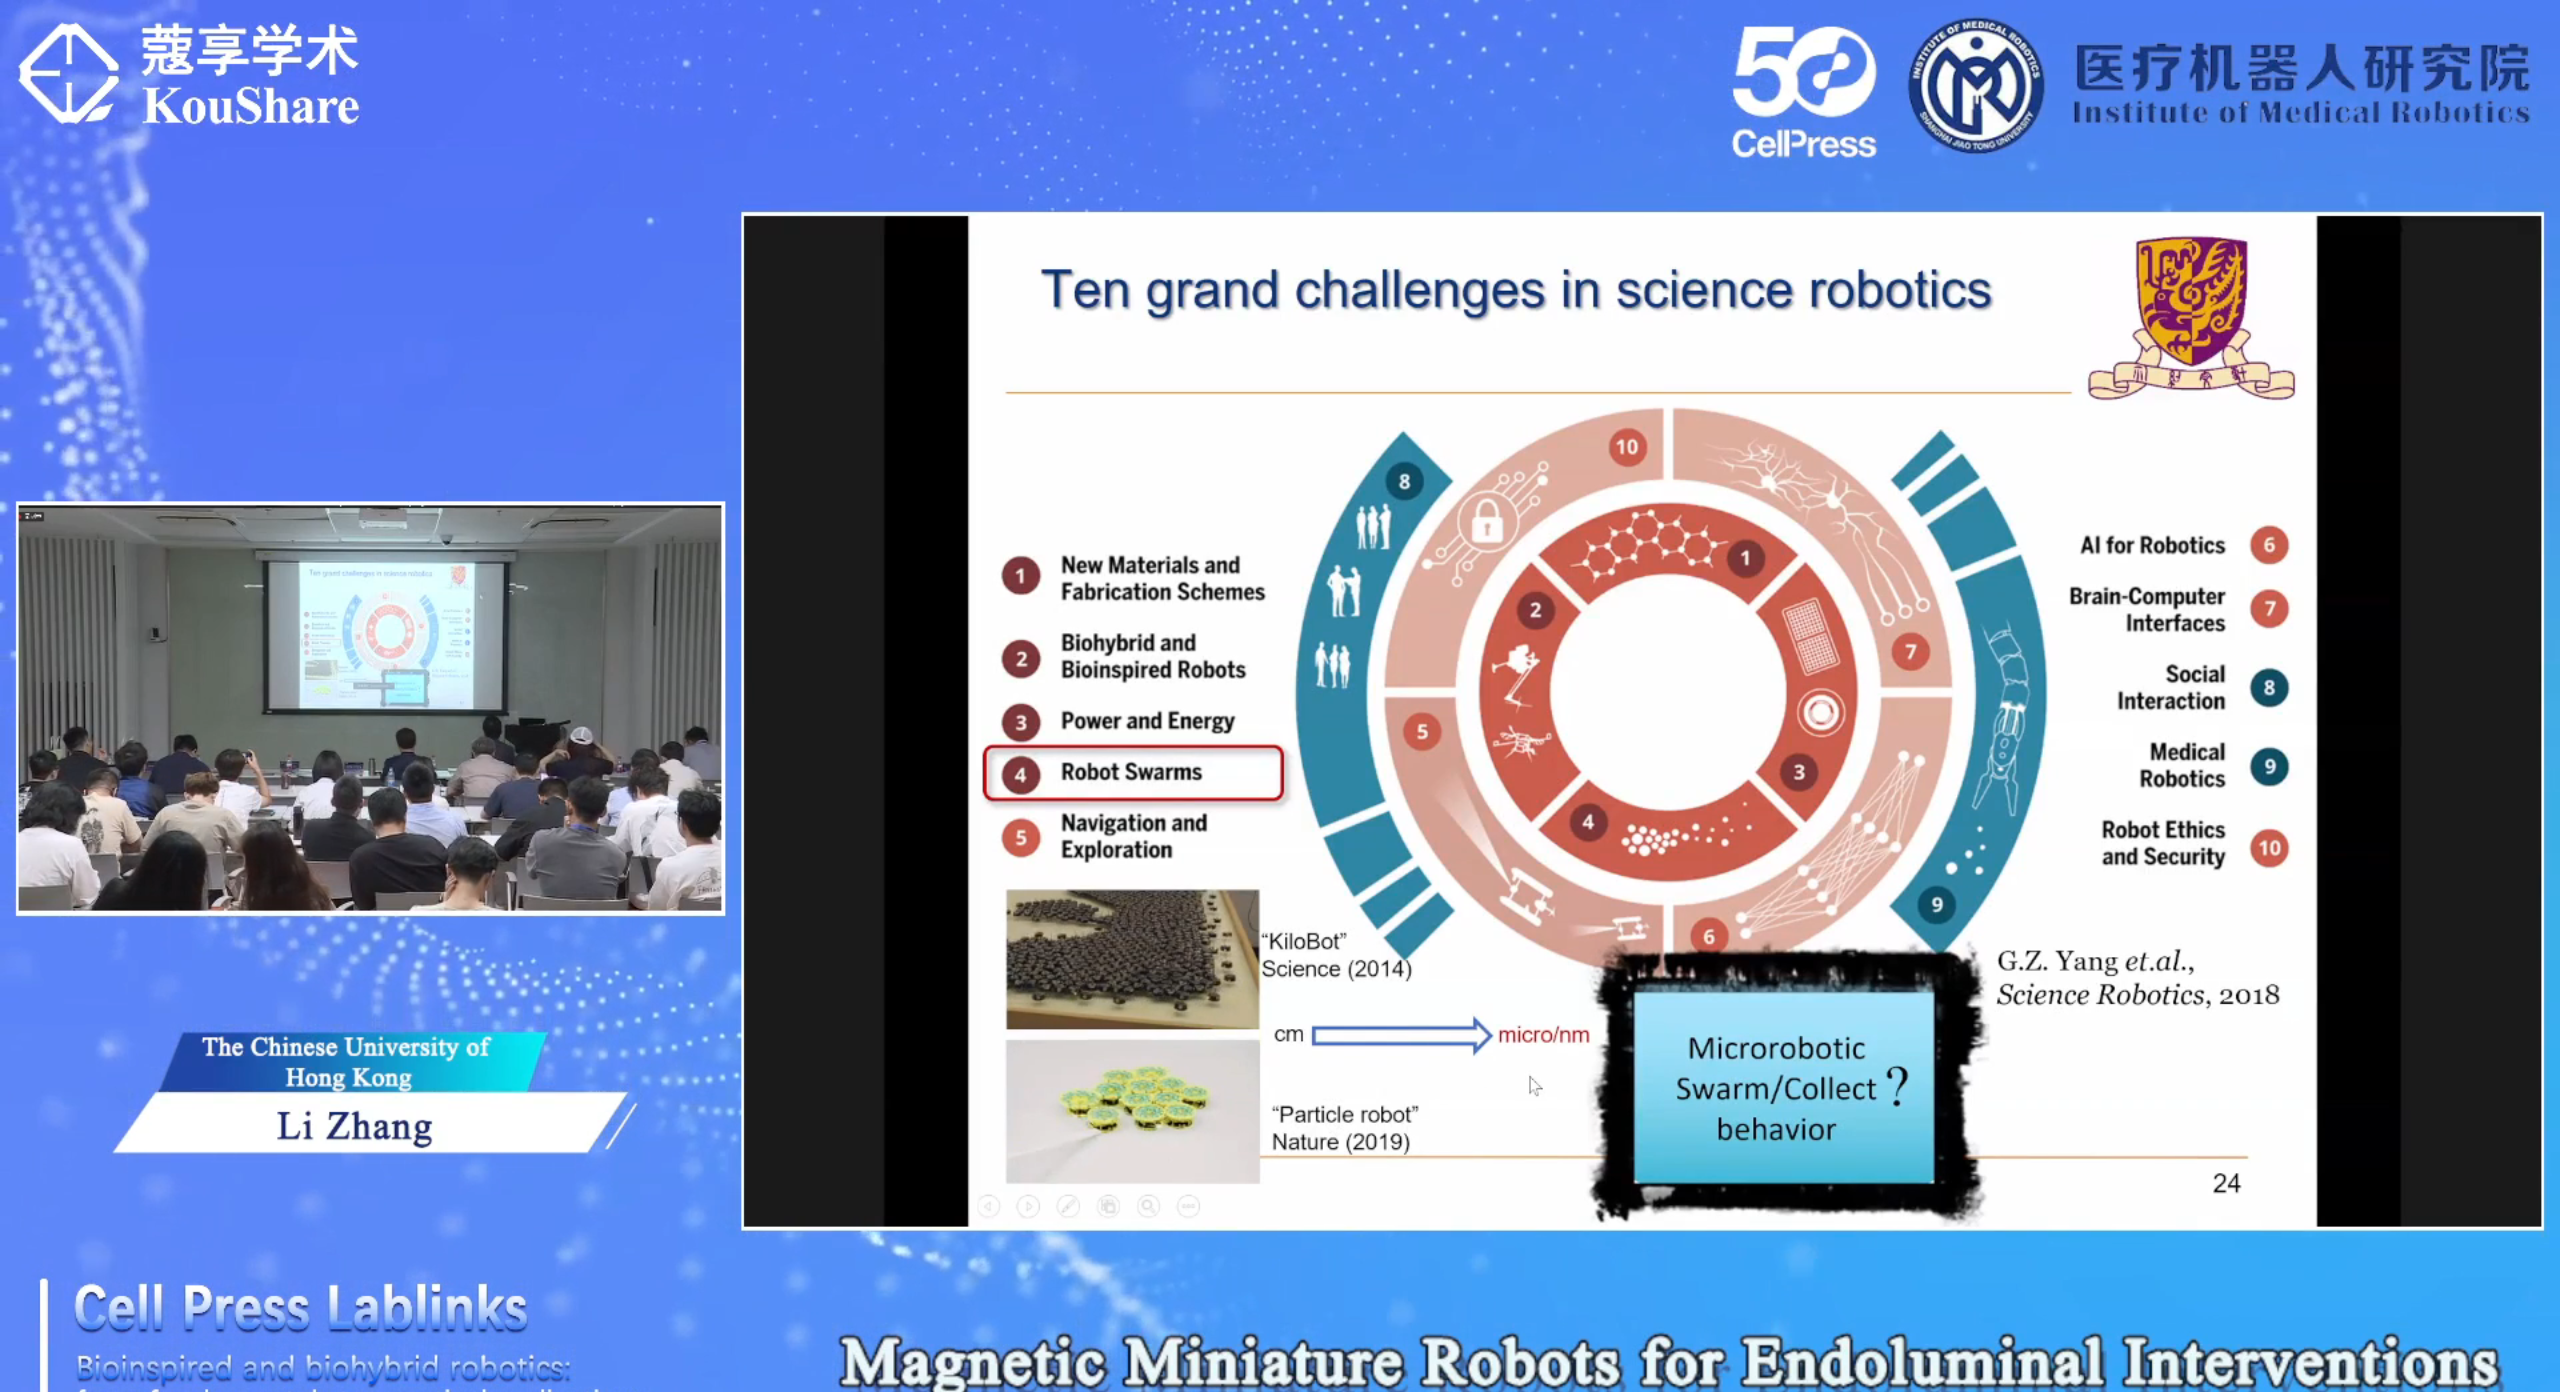 蔻享学术
KouShare
50
CellPress
INSTITUTE OF MEDICAL ROBOTICS
SHANGHAI JIAO TONG UNIVERSITY
医疗机器人研究院
Institute of Medical Robotics
Ten grand challenges in science robotics
1 New Materials and
Fabrication Schemes
2 Biohybrid and
Bioinspired Robots
3 Power and Energy
4 Robot Swarms
5 Navigation and
Exploration
8
10
1
2
7
5
3
4
9
6
AI for Robotics 6
Brain-Computer
Interfaces 7
Social
Interaction 8
Medical
Robotics 9
Robot Ethics
and Security 10
"KiloBot"
Science (2014)
cm
micro/nm
"Particle robot"
Nature (2019)
Microrobotic
Swarm/Collect ?
behavior
G.Z. Yang et.al.,
Science Robotics, 2018
24
Ten grand challenges in science robotics
The Chinese University of
Hong Kong
Li Zhang
Cell Press Lablinks
Bioinspired and biohybrid robotics:
Magnetic Miniature Robots for Endoluminal Interventions